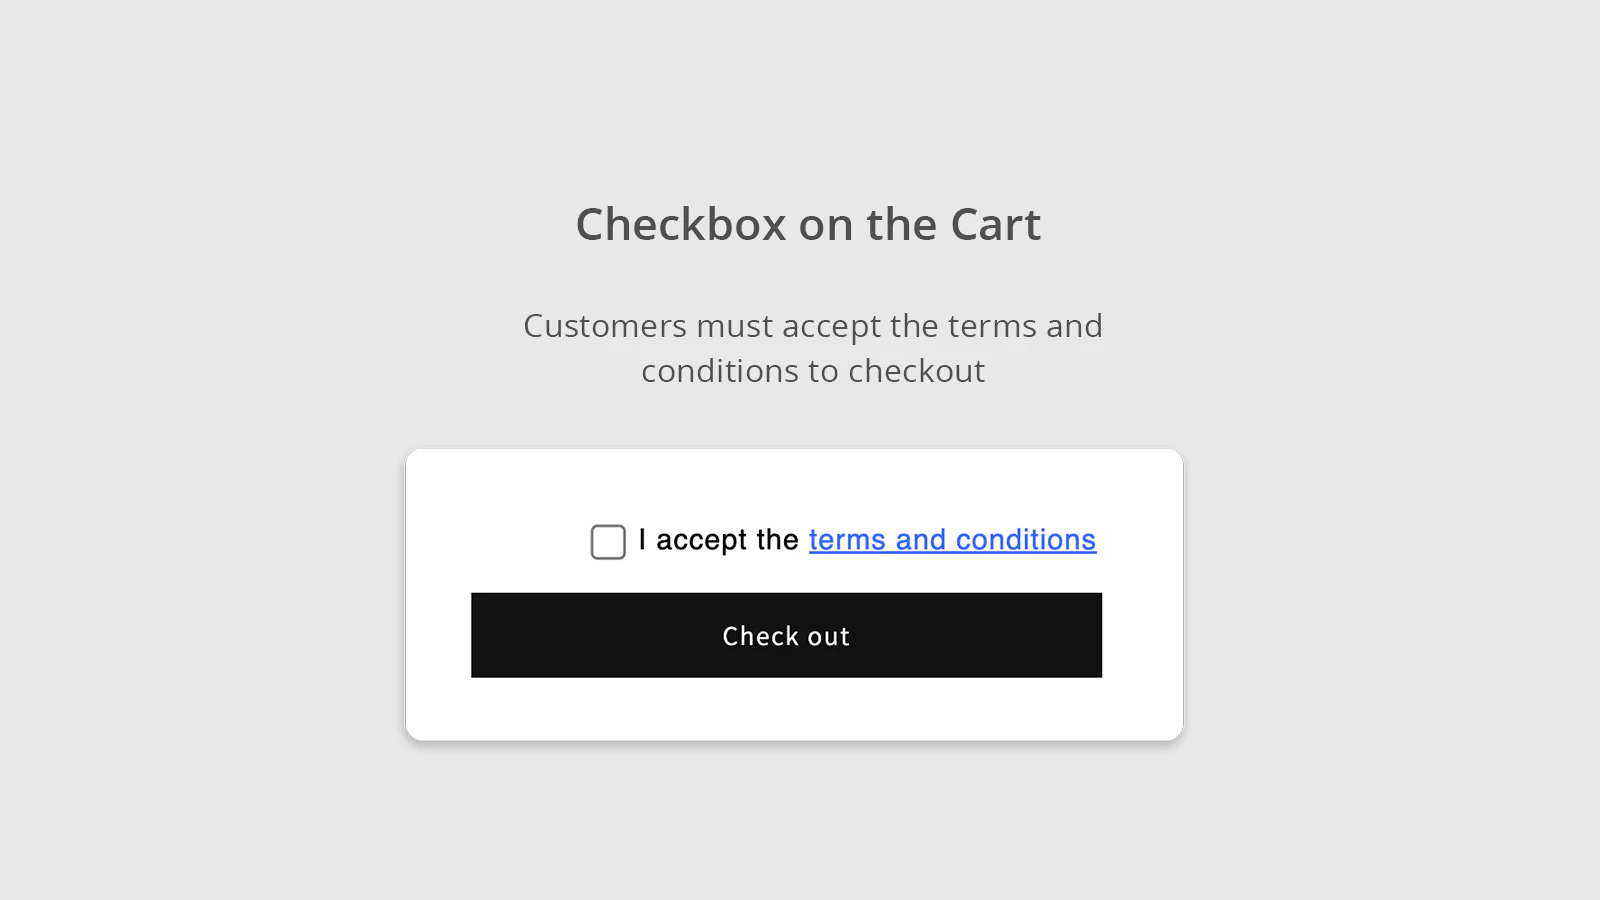 Checkbox on the Cart
Customers must accept the terms and
conditions to checkout
I accept the terms and conditions
Check out